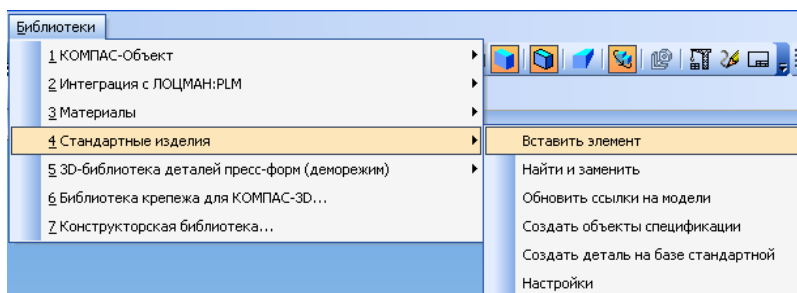 Библиотеки
1 КОМПАС-Объект
2 Интеграция с ЛОЦМАН:PLM
3 Материалы
4 Стандартные изделия
5 3D-библиотека деталей пресс-форм (деморежим)
6 Библиотека крепежа для КОМПАС-3D...
7 Конструкторская библиотека...
Вставить элемент
Найти и заменить
Обновить ссылки на модели
Создать объекты спецификации
Создать деталь на базе стандартной
Настройки